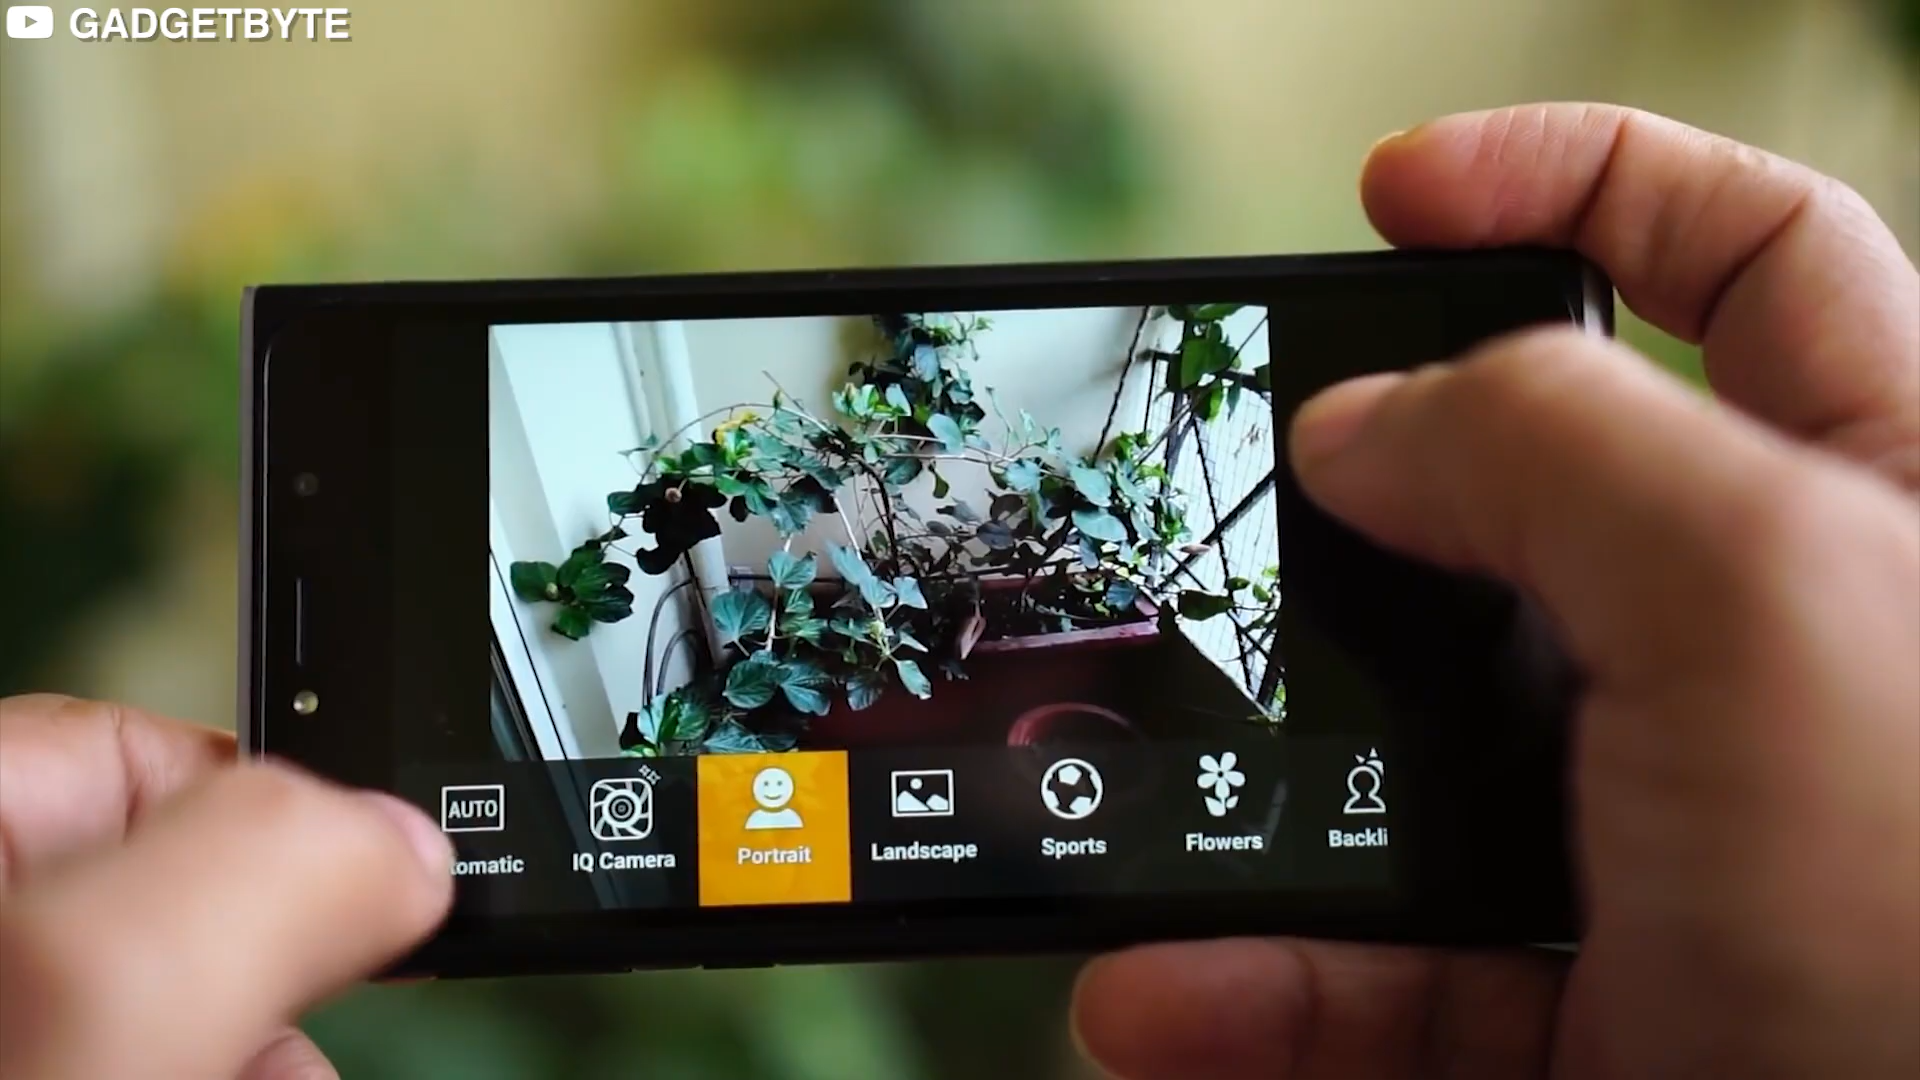 GADGETBYTE
AUTO
tomatic
IQ Camera
Portrait
Landscape
Sports
Flowers
Backli